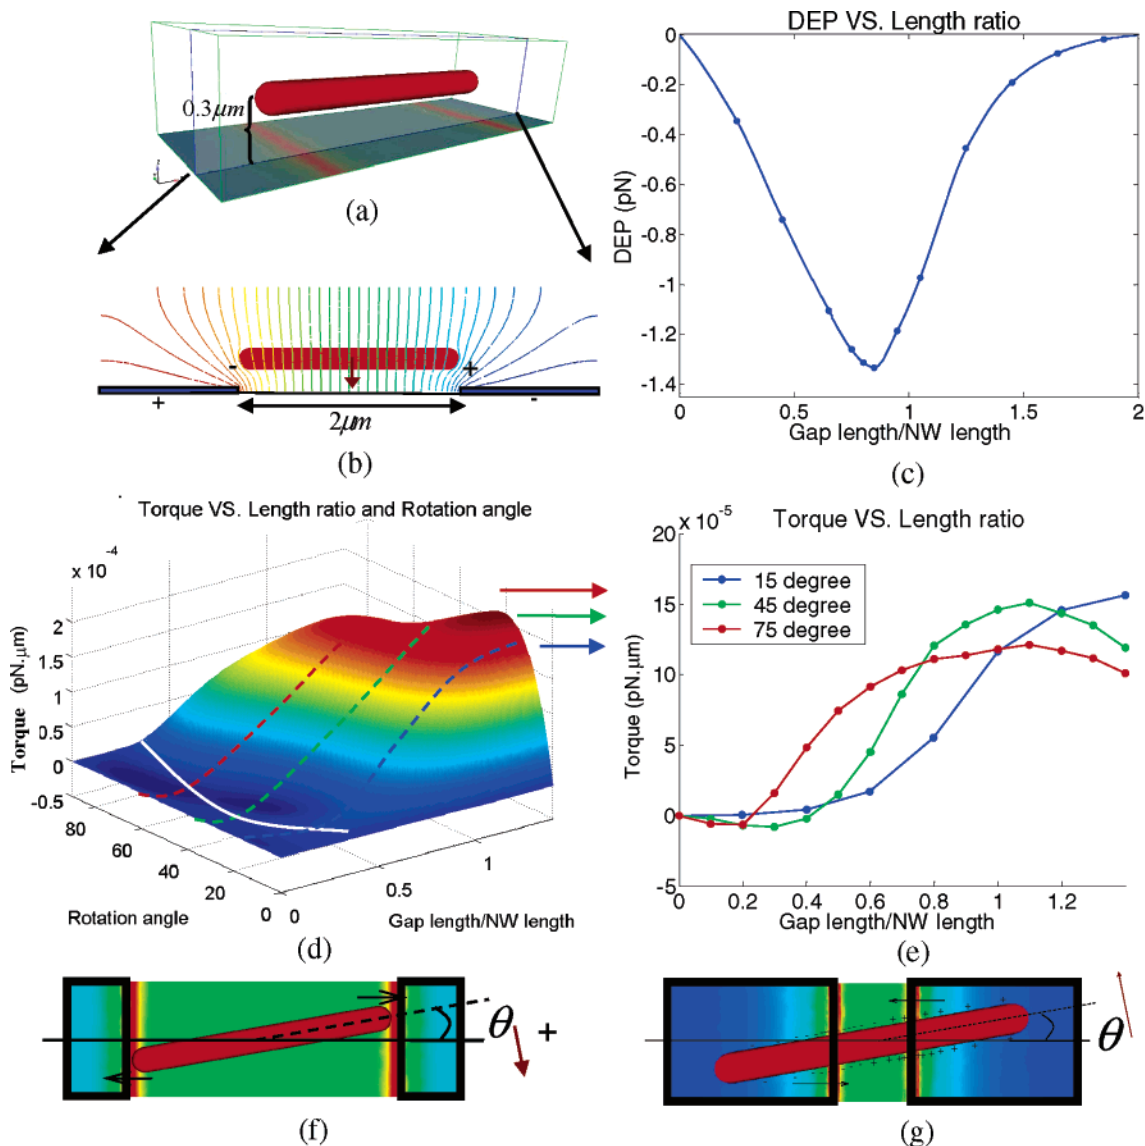 0.3μm
(a)
- +
+ -
2μm
(b)
DEP VS. Length ratio
0
-0.2
-0.4
-0.6
-0.8
-1
-1.2
-1.4
DEP (pN)
0 0.5 1 1.5 2
Gap length/NW length
(c)
Torque VS. Length ratio and Rotation angle
x 10 -4
2
1.5
1
0.5
0
-0.5
Torque (pN.μm)
80 60 40 20 0
0 0.5 1
Rotation angle
Gap length/NW length
(d)
Torque VS. Length ratio
20 x 10 -5
15
10
5
0
-5
Torque (pN.μm)
15 degree
45 degree
75 degree
0 0.2 0.4 0.6 0.8 1 1.2
Gap length/NW length
(e)
θ +
(f)
θ
(g)